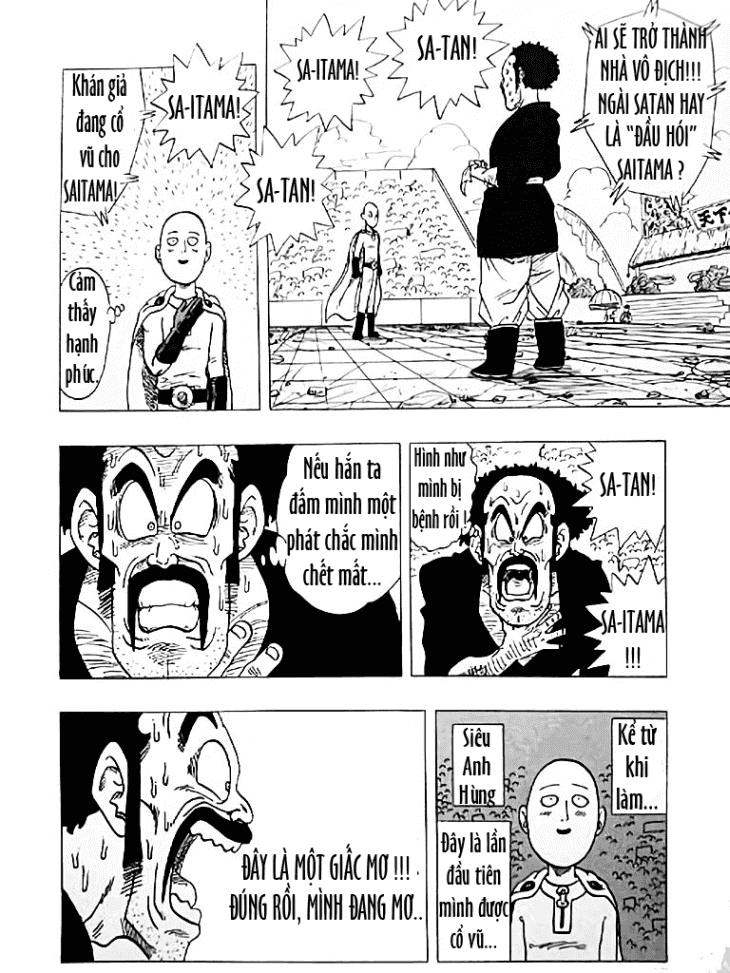 AI SẼ TRỞ THÀNH
NHÀ VÔ ĐỊCH!!!
NGÀI SATAN HAY
LÀ “ĐẦU HÓI”
SAITAMA ?
SA-TAN!
SA-ITAMA!
SA-TAN!
SA-ITAMA!
Khán giả
đang cổ
vũ cho
SAITAMA!
Cảm
thấy
hạnh
phúc.
天下
SA-TAN!
SA-ITAMA
!!!
Hình như
mình bị
bệnh rồi !
Nếu hắn ta
đấm mình một
phát chắc mình
chết mất...
Kể từ
khi
làm...
Siêu
Anh
Hùng
Đây là lần
đầu tiên
mình được
cổ vũ...
ĐÂY LÀ MỘT GIẤC MƠ !!!
ĐÚNG RỒI, MÌNH ĐANG MƠ..